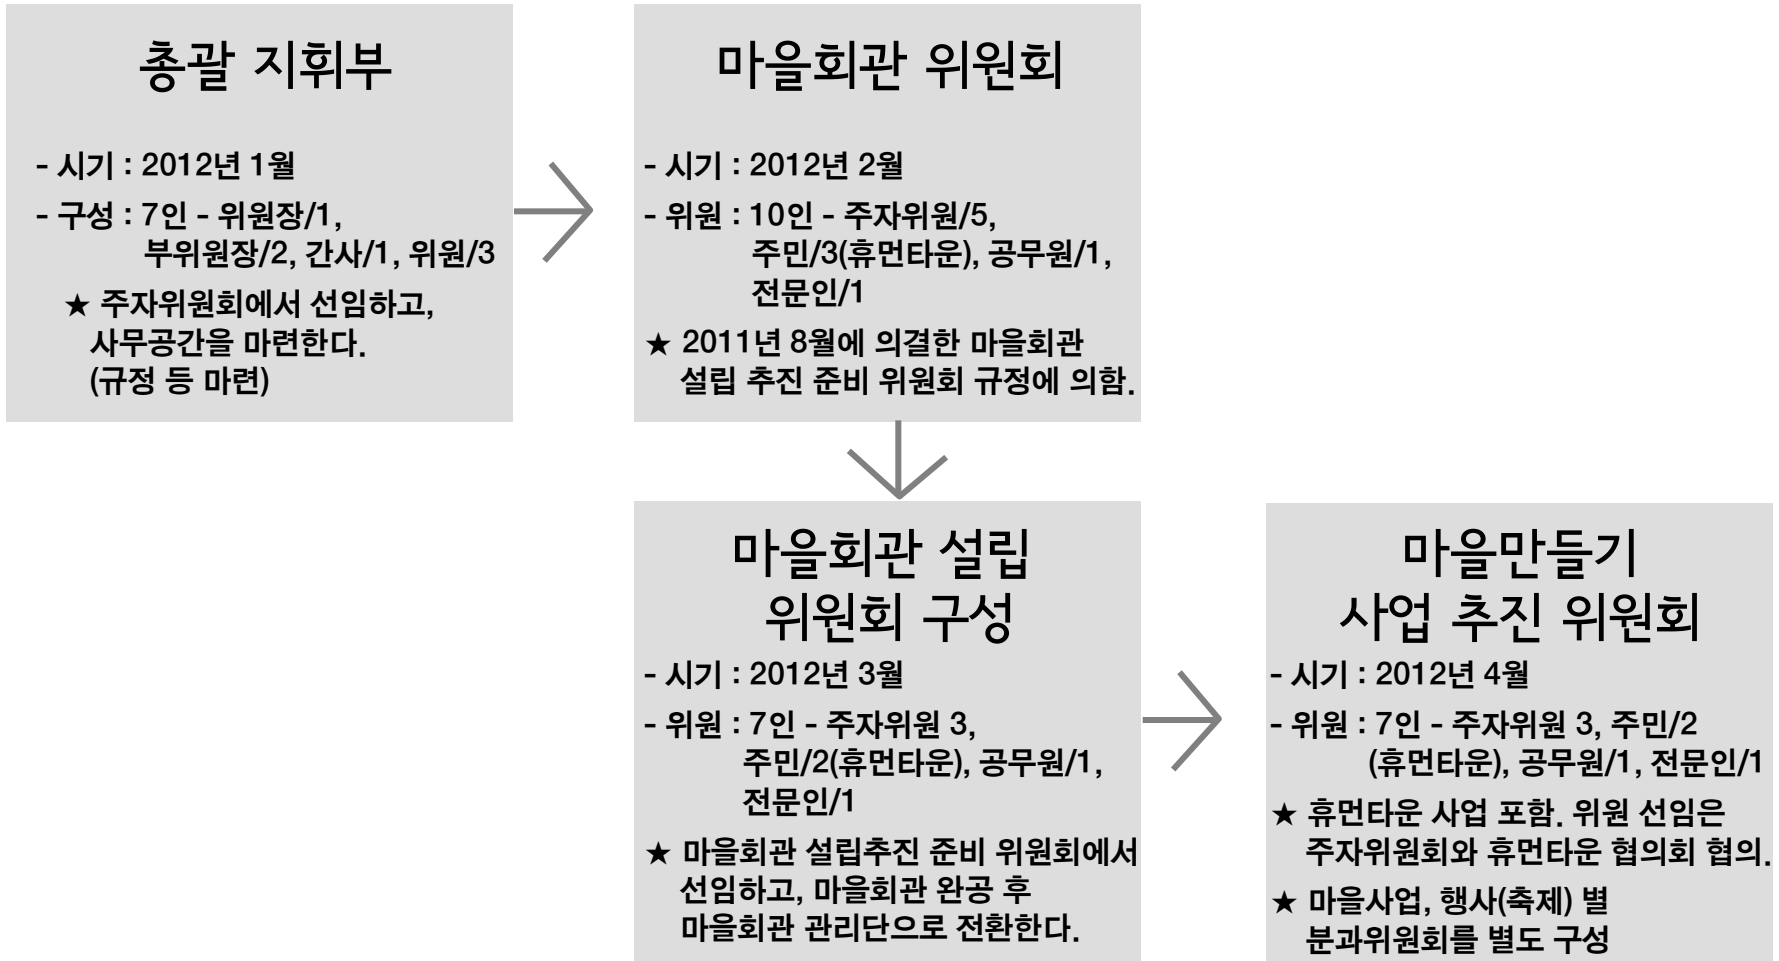 총괄 지휘부
- 시기 : 2012년 1월
- 구성 : 7인 - 위원장/1,
부위원장/2, 간사/1, 위원/3
★ 주자위원회에서 선임하고,
사무공간을 마련한다.
(규정 등 마련)
마을회관 위원회
- 시기 : 2012년 2월
- 위원 : 10인 - 주자위원/5,
주민/3(휴먼타운), 공무원/1,
전문인/1
★ 2011년 8월에 의결한 마을회관
설립 추진 준비 위원회 규정에 의함.
마을회관 설립
위원회 구성
- 시기 : 2012년 3월
- 위원 : 7인 - 주자위원 3,
주민/2(휴먼타운), 공무원/1,
전문인/1
★ 마을회관 설립추진 준비 위원회에서
선임하고, 마을회관 완공 후
마을회관 관리단으로 전환한다.
마을만들기
사업 추진 위원회
- 시기 : 2012년 4월
- 위원 : 7인 - 주자위원 3, 주민/2
(휴먼타운), 공무원/1, 전문인/1
★ 휴먼타운 사업 포함. 위원 선임은
주자위원회와 휴먼타운 협의회 협의.
★ 마을사업, 행사(축제) 별
분과위원회를 별도 구성